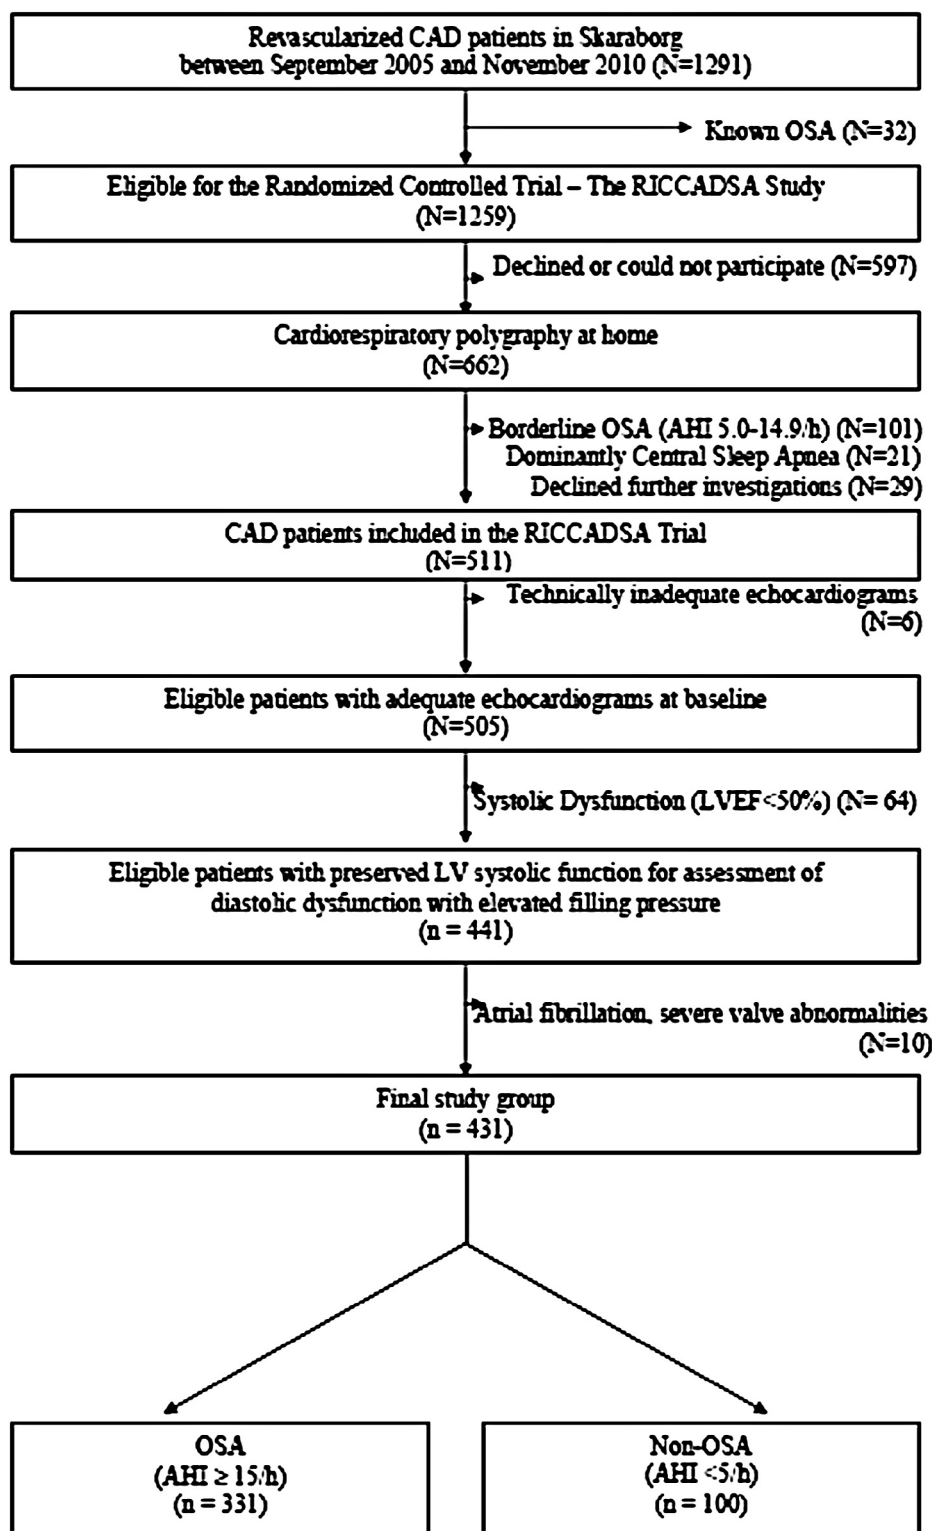 Revascularized CAD patients in Skaraborg
between September 2005 and November 2010 (N=1291)
Known OSA (N=32)
Eligible for the Randomized Controlled Trial – The RICCADSA Study
(N=1259)
Declined or could not participate (N=597)
Cardiorespiratory polygraphy at home
(N=662)
Borderline OSA (AHI 5.0-14.9/h) (N=101)
Dominantly Central Sleep Apnea (N=21)
Declined further investigations (N=29)
CAD patients included in the RICCADSA Trial
(N=511)
Technically inadequate echocardiograms
(N=6)
Eligible patients with adequate echocardiograms at baseline
(N=505)
Systolic Dysfunction (LVEF<50%) (N= 64)
Eligible patients with preserved LV systolic function for assessment of
diastolic dysfunction with elevated filling pressure
(n = 441)
Atrial fibrillation, severe valve abnormalities
(N=10)
Final study group
(n = 431)
OSA
(AHI ≥ 15/h)
(n = 331)
Non-OSA
(AHI <5/h)
(n = 100)